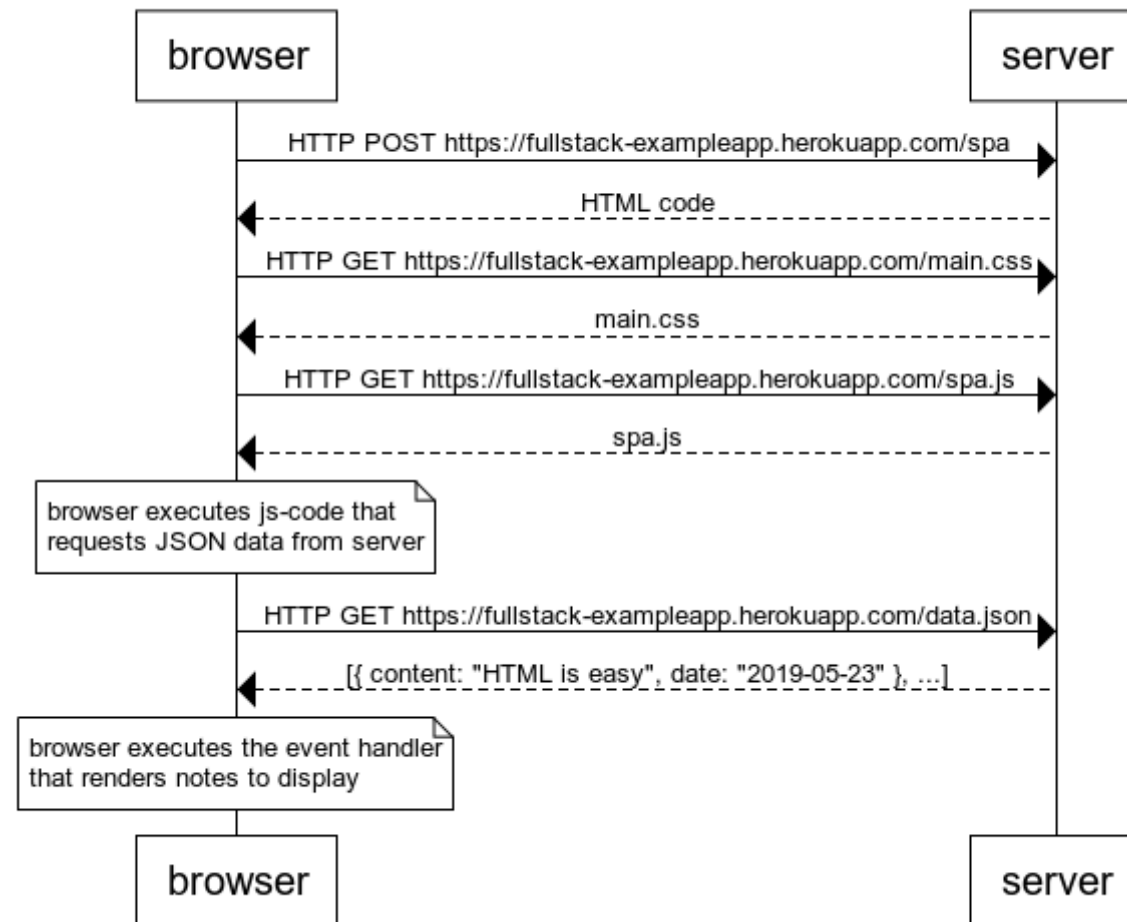 browser
server
HTTP POST https://fullstack-exampleapp.herokuapp.com/spa
HTML code
HTTP GET https://fullstack-exampleapp.herokuapp.com/main.css
main.css
HTTP GET https://fullstack-exampleapp.herokuapp.com/spa.js
spa.js
browser executes js-code that
requests JSON data from server
HTTP GET https://fullstack-exampleapp.herokuapp.com/data.json
[{ content: "HTML is easy", date: "2019-05-23" }, ...]
browser executes the event handler
that renders notes to display
browser
server